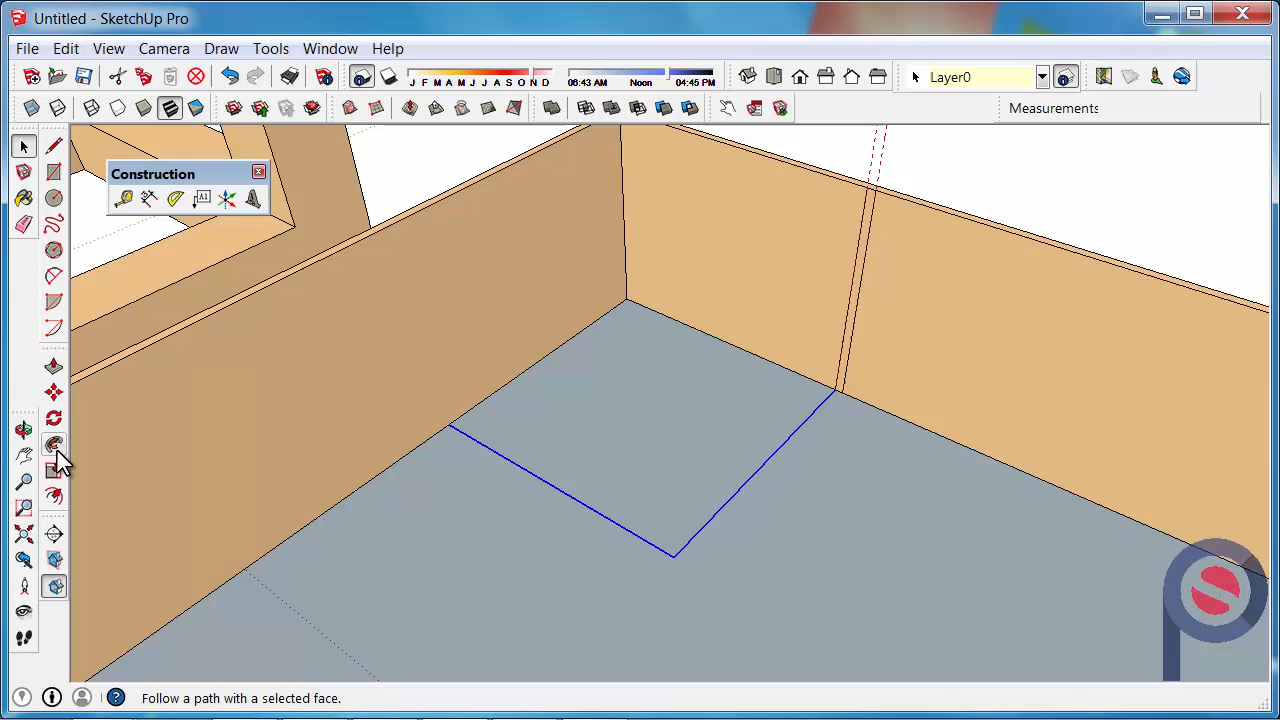 Untitled - SketchUp Pro
File Edit View Camera Draw Tools Window Help
J F M A M J J A S O N D
06:43 AM Noon 04:45 PM
Layer0
Measurements
Construction
A1
Follow a path with a selected face.